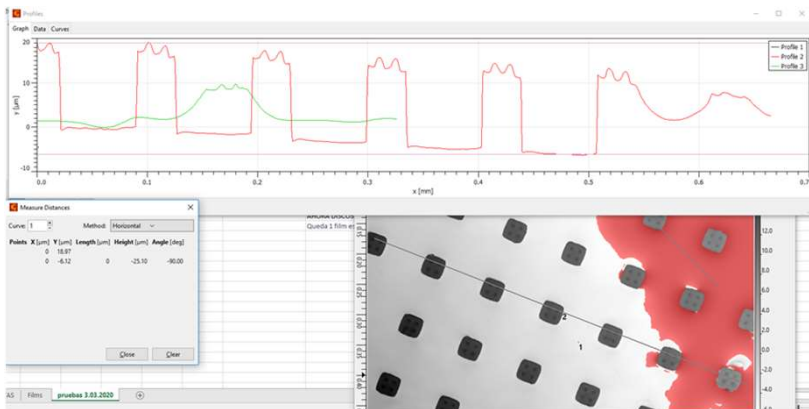 Profiles
Graph Data Curves
20
10
0
-10
y [µm]
0.0 0.1 0.2 0.3 0.4 0.5 0.6 0.7
x [mm]
Profile 1
Profile 2
Profile 3
Measure Distances
Curve: 1 Method: Horizontal
Points X [µm] Y [µm] Length [µm] Height [µm] Angle [deg]
0 18.97
0 -6.12 0 -25.10 -90.00
Close Clear
Queda 1 film es
2
1
12.0
10.0
8.0
6.0
4.0
2.0
0.0
-2.0
-4.0
AS Films pruebas 3.03.2020